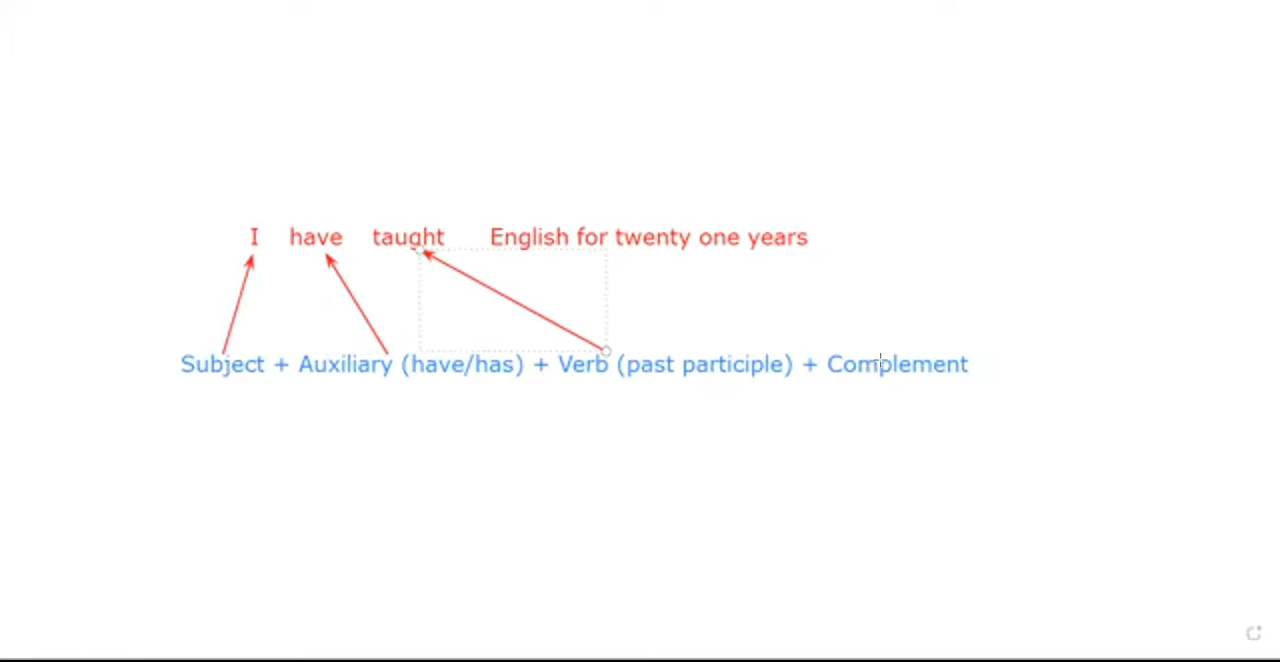 I have taught English for twenty one years
Subject + Auxiliary (have/has) + Verb (past participle) + Complement